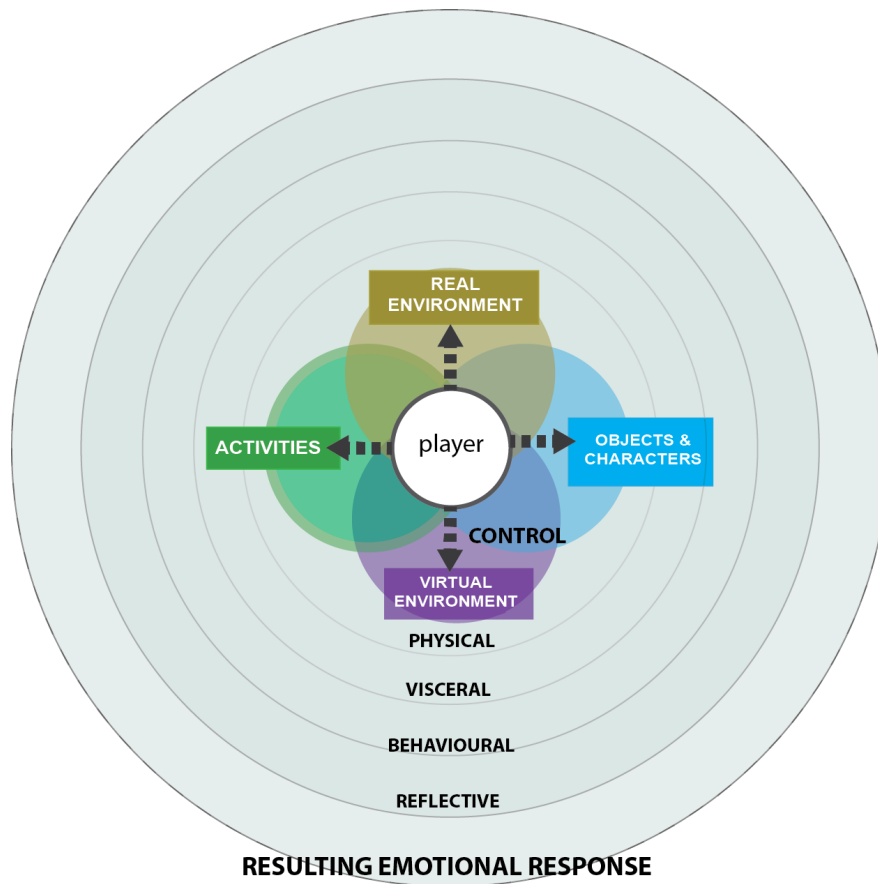 REAL
ENVIRONMENT
ACTIVITIES
player
OBJECTS &
CHARACTERS
CONTROL
VIRTUAL
ENVIRONMENT
PHYSICAL
VISCERAL
BEHAVIOURAL
REFLECTIVE
RESULTING EMOTIONAL RESPONSE